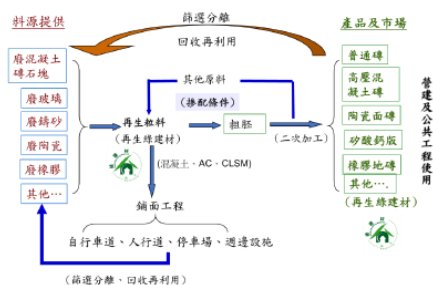 篩選分離
料源提供
產品及市場
回收再利用
廢混凝土
磚石塊
廢玻璃
廢鑄砂
廢陶瓷
廢橡膠
其他…
其他原料
(摻配條件)
再生粒料
(再生綠建材)
粗胚
(二次加工)
(混凝土、AC、CLSM)
普通磚
高壓混
凝土磚
陶瓷面磚
矽酸鈣版
橡膠地磚
其他….
(再生綠建材)
營建及公共工程使用
鋪面工程
自行車道、人行道、停車場、週邊設施
(篩選分離、回收再利用)